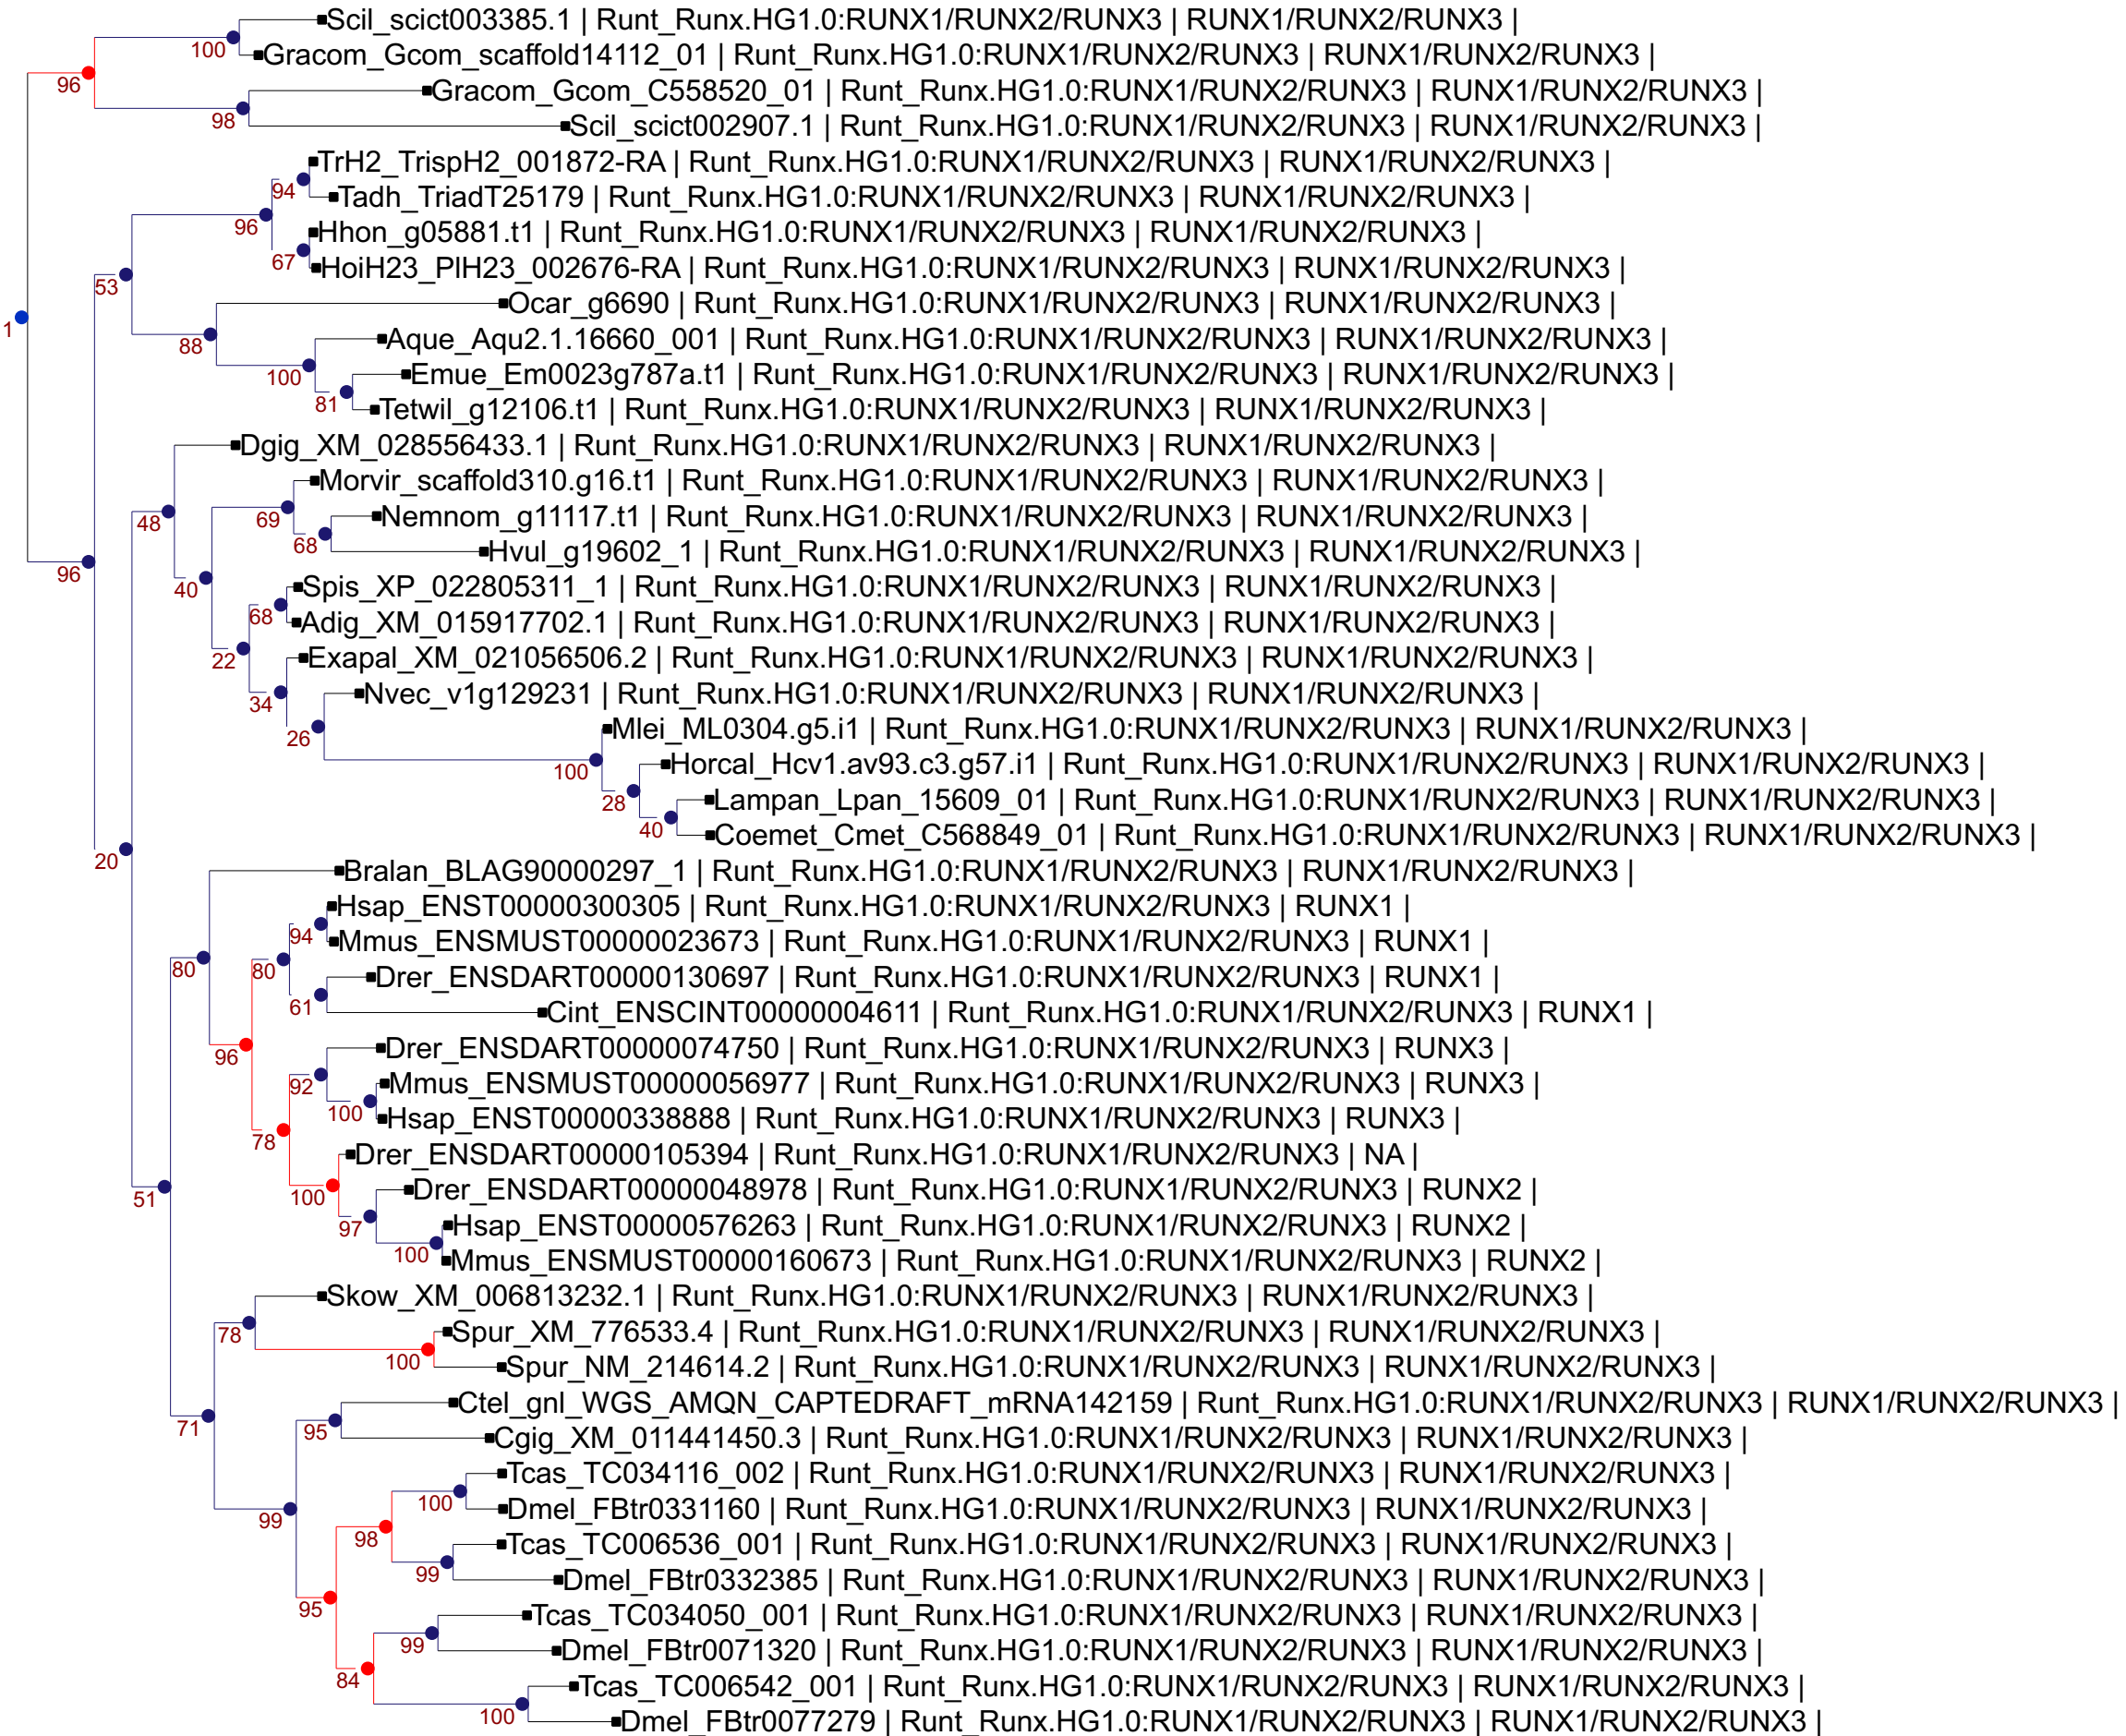 Scil_scict003385.1 | Runt_Runx.HG1.0:RUNX1/RUNX2/RUNX3 | RUNX1/RUNX2/RUNX3 |
100
Gracom_Gcom_scaffold14112_01 | Runt_Runx.HG1.0:RUNX1/RUNX2/RUNX3 | RUNX1/RUNX2/RUNX3 |
96
Gracom_Gcom_C558520_01 | Runt_Runx.HG1.0:RUNX1/RUNX2/RUNX3 | RUNX1/RUNX2/RUNX3 |
98
Scil_scict002907.1 | Runt_Runx.HG1.0:RUNX1/RUNX2/RUNX3 | RUNX1/RUNX2/RUNX3 |
TrH2_TrispH2_001872-RA | Runt_Runx.HG1.0:RUNX1/RUNX2/RUNX3 | RUNX1/RUNX2/RUNX3 |
94
Tadh_TriadT25179 | Runt_Runx.HG1.0:RUNX1/RUNX2/RUNX3 | RUNX1/RUNX2/RUNX3 |
96
Hhon_g05881.t1 | Runt_Runx.HG1.0:RUNX1/RUNX2/RUNX3 | RUNX1/RUNX2/RUNX3 |
67
HoiH23_PlH23_002676-RA | Runt_Runx.HG1.0:RUNX1/RUNX2/RUNX3 | RUNX1/RUNX2/RUNX3 |
53
Ocar_g6690 | Runt_Runx.HG1.0:RUNX1/RUNX2/RUNX3 | RUNX1/RUNX2/RUNX3 |
1
88
Aque_Aqu2.1.16660_001 | Runt_Runx.HG1.0:RUNX1/RUNX2/RUNX3 | RUNX1/RUNX2/RUNX3 |
100
Emue_Em0023g787a.t1 | Runt_Runx.HG1.0:RUNX1/RUNX2/RUNX3 | RUNX1/RUNX2/RUNX3 |
81
Tetwil_g12106.t1 | Runt_Runx.HG1.0:RUNX1/RUNX2/RUNX3 | RUNX1/RUNX2/RUNX3 |
Dgig_XM_028556433.1 | Runt_Runx.HG1.0:RUNX1/RUNX2/RUNX3 | RUNX1/RUNX2/RUNX3 |
Morvir_scaffold310.g16.t1 | Runt_Runx.HG1.0:RUNX1/RUNX2/RUNX3 | RUNX1/RUNX2/RUNX3 |
48
69
Nemnom_g11117.t1 | Runt_Runx.HG1.0:RUNX1/RUNX2/RUNX3 | RUNX1/RUNX2/RUNX3 |
68
Hvul_g19602_1 | Runt_Runx.HG1.0:RUNX1/RUNX2/RUNX3 | RUNX1/RUNX2/RUNX3 |
96
40
Spis_XP_022805311_1 | Runt_Runx.HG1.0:RUNX1/RUNX2/RUNX3 | RUNX1/RUNX2/RUNX3 |
68
Adig_XM_015917702.1 | Runt_Runx.HG1.0:RUNX1/RUNX2/RUNX3 | RUNX1/RUNX2/RUNX3 |
22
Exapal_XM_021056506.2 | Runt_Runx.HG1.0:RUNX1/RUNX2/RUNX3 | RUNX1/RUNX2/RUNX3 |
34
Nvec_v1g129231 | Runt_Runx.HG1.0:RUNX1/RUNX2/RUNX3 | RUNX1/RUNX2/RUNX3 |
26
Mlei_ML0304.g5.i1 | Runt_Runx.HG1.0:RUNX1/RUNX2/RUNX3 | RUNX1/RUNX2/RUNX3 |
100
Horcal_Hcv1.av93.c3.g57.i1 | Runt_Runx.HG1.0:RUNX1/RUNX2/RUNX3 | RUNX1/RUNX2/RUNX3 |
28
Lampan_Lpan_15609_01 | Runt_Runx.HG1.0:RUNX1/RUNX2/RUNX3 | RUNX1/RUNX2/RUNX3 |
40
Coemet_Cmet_C568849_01 | Runt_Runx.HG1.0:RUNX1/RUNX2/RUNX3 | RUNX1/RUNX2/RUNX3 |
20
Bralan_BLAG90000297_1 | Runt_Runx.HG1.0:RUNX1/RUNX2/RUNX3 | RUNX1/RUNX2/RUNX3 |
Hsap_ENST00000300305 | Runt_Runx.HG1.0:RUNX1/RUNX2/RUNX3 | RUNX1 |
94
Mmus_ENSMUST00000023673 | Runt_Runx.HG1.0:RUNX1/RUNX2/RUNX3 | RUNX1 |
80
80
Drer_ENSDART00000130697 | Runt_Runx.HG1.0:RUNX1/RUNX2/RUNX3 | RUNX1 |
61
Cint_ENSCINT00000004611 | Runt_Runx.HG1.0:RUNX1/RUNX2/RUNX3 | RUNX1 |
96
Drer_ENSDART00000074750 | Runt_Runx.HG1.0:RUNX1/RUNX2/RUNX3 | RUNX3 |
92
Mmus_ENSMUST00000056977 | Runt_Runx.HG1.0:RUNX1/RUNX2/RUNX3 | RUNX3 |
100
Hsap_ENST00000338888 | Runt_Runx.HG1.0:RUNX1/RUNX2/RUNX3 | RUNX3 |
78
Drer_ENSDART00000105394 | Runt_Runx.HG1.0:RUNX1/RUNX2/RUNX3 | NA |
51
100
Drer_ENSDART00000048978 | Runt_Runx.HG1.0:RUNX1/RUNX2/RUNX3 | RUNX2 |
97
Hsap_ENST00000576263 | Runt_Runx.HG1.0:RUNX1/RUNX2/RUNX3 | RUNX2 |
100
Mmus_ENSMUST00000160673 | Runt_Runx.HG1.0:RUNX1/RUNX2/RUNX3 | RUNX2 |
Skow_XM_006813232.1 | Runt_Runx.HG1.0:RUNX1/RUNX2/RUNX3 | RUNX1/RUNX2/RUNX3 |
78
Spur_XM_776533.4 | Runt_Runx.HG1.0:RUNX1/RUNX2/RUNX3 | RUNX1/RUNX2/RUNX3 |
100
Spur_NM_214614.2 | Runt_Runx.HG1.0:RUNX1/RUNX2/RUNX3 | RUNX1/RUNX2/RUNX3 |
Ctel_gnl_WGS_AMQN_CAPTEDRAFT_mRNA142159 | Runt_Runx.HG1.0:RUNX1/RUNX2/RUNX3 | RUNX1/RUNX2/RUNX3 |
71
95
Cgig_XM_011441450.3 | Runt_Runx.HG1.0:RUNX1/RUNX2/RUNX3 | RUNX1/RUNX2/RUNX3 |
Tcas_TC034116_002 | Runt_Runx.HG1.0:RUNX1/RUNX2/RUNX3 | RUNX1/RUNX2/RUNX3 |
100
Dmel_FBtr0331160 | Runt_Runx.HG1.0:RUNX1/RUNX2/RUNX3 | RUNX1/RUNX2/RUNX3 |
99
98
Tcas_TC006536_001 | Runt_Runx.HG1.0:RUNX1/RUNX2/RUNX3 | RUNX1/RUNX2/RUNX3 |
99
Dmel_FBtr0332385 | Runt_Runx.HG1.0:RUNX1/RUNX2/RUNX3 | RUNX1/RUNX2/RUNX3 |
95
Tcas_TC034050_001 | Runt_Runx.HG1.0:RUNX1/RUNX2/RUNX3 | RUNX1/RUNX2/RUNX3 |
99
Dmel_FBtr0071320 | Runt_Runx.HG1.0:RUNX1/RUNX2/RUNX3 | RUNX1/RUNX2/RUNX3 |
84
Tcas_TC006542_001 | Runt_Runx.HG1.0:RUNX1/RUNX2/RUNX3 | RUNX1/RUNX2/RUNX3 |
100
Dmel_FBtr0077279 | Runt_Runx.HG1.0:RUNX1/RUNX2/RUNX3 | RUNX1/RUNX2/RUNX3 |